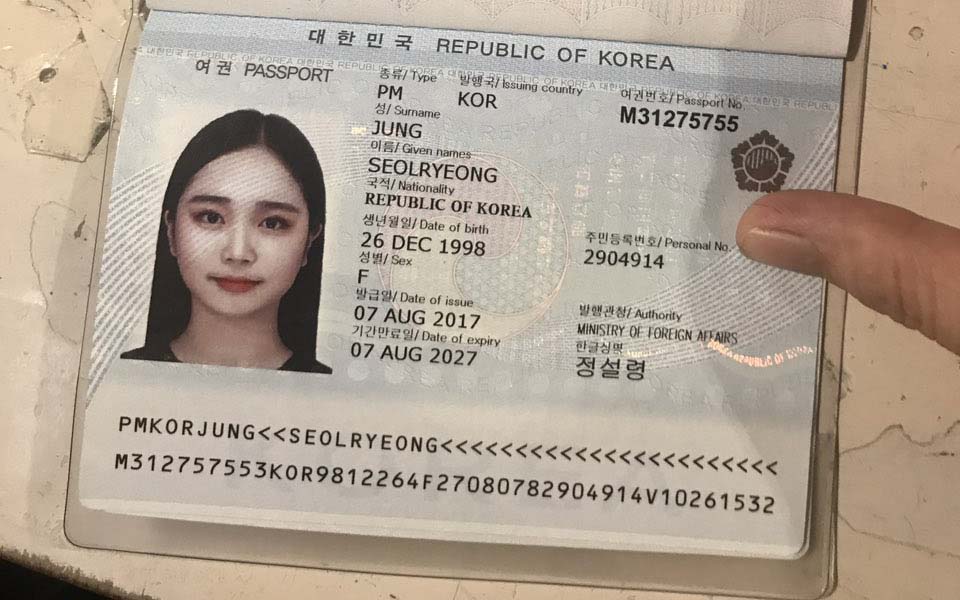 대한민국 REPUBLIC OF KOREA
여권 PASSPORT
종류/ Type 발행국/ Issuing country 여권번호/ Passport No.
PM KOR M31275755
성/ Surname
JUNG
이름/ Given names
SEOLRYEONG
국적/ Nationality
REPUBLIC OF KOREA
생년월일/ Date of birth 주민등록번호/ Personal No.
26 DEC 1998 2904914
성별/ Sex
F
발급일/ Date of issue 발행관청/ Authority
07 AUG 2017 MINISTRY OF FOREIGN AFFAIRS
기간만료일/ Date of expiry 한글성명
07 AUG 2027 정설령
PMKORJUNG<<SEOLRYEONG<<<<<<<<<<<<<<<<<<<<<<<
M312757553KOR9812264F27080782904914V10261532